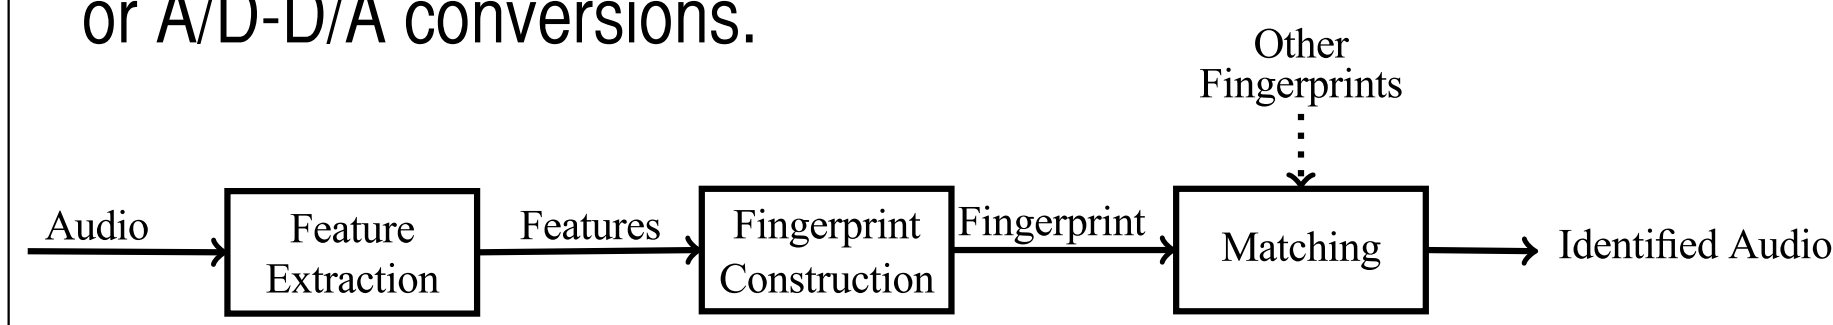 or A/D-D/A conversions.
Other
Fingerprints
Audio
Feature
Extraction
Features
Fingerprint
Construction
Fingerprint
Matching
Identified Audio